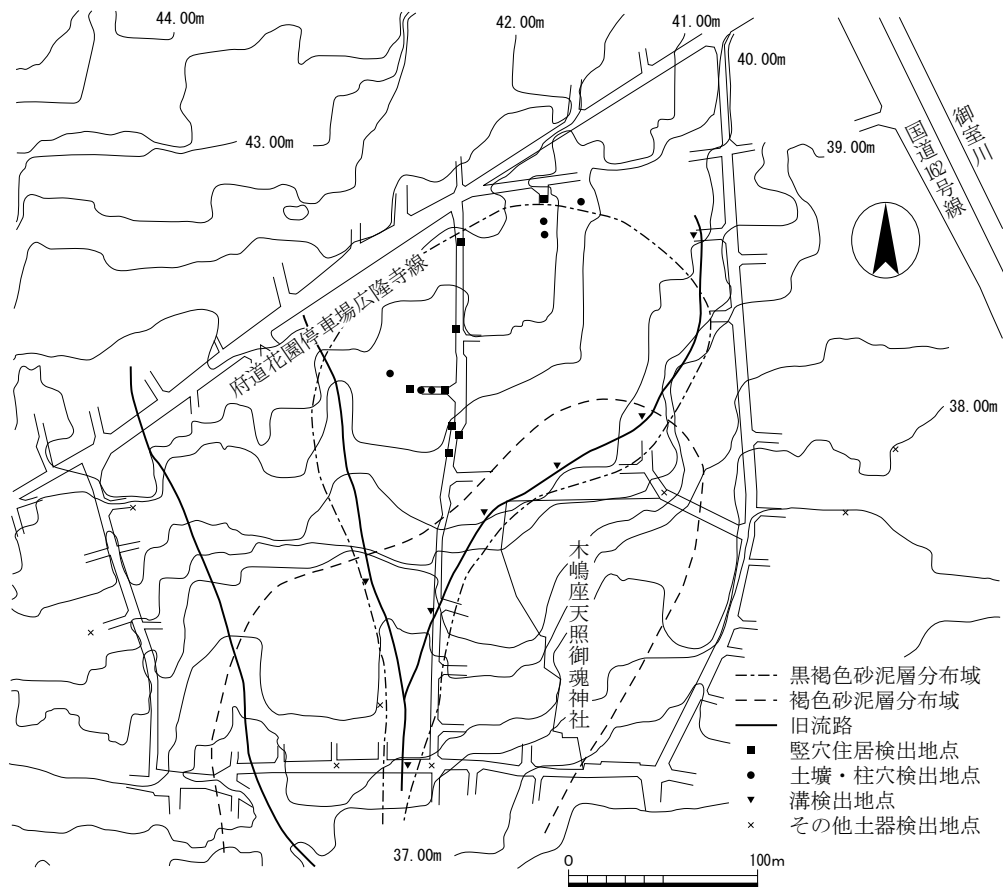 44.00m
42.00m
41.00m
40.00m
43.00m
39.00m
御室川
国道162号線
府道花園停車場広隆寺線
38.00m
木嶋座天照御魂神社
黒褐色砂泥層分布域
褐色砂泥層分布域
旧流路
竪穴住居検出地点
土壙・柱穴検出地点
溝検出地点
その他土器検出地点
37.00m
0 100m